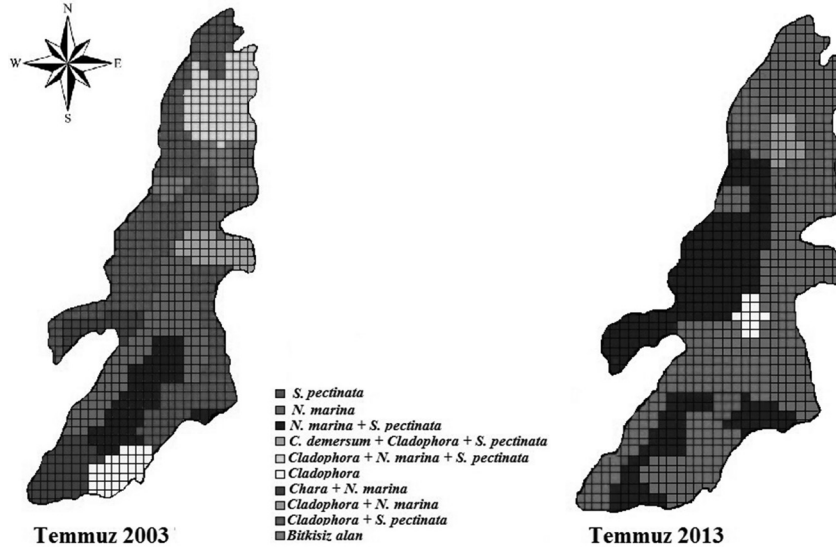 N
W E
S
S. pectinata
N. marina
N. marina + S. pectinata
C. demersum + Cladophora + S. pectinata
Cladophora + N. marina + S. pectinata
Cladophora
Chara + N. marina
Cladophora + N. marina
Cladophora + S. pectinata
Bitkisiz alan
Temmuz 2003
Temmuz 2013